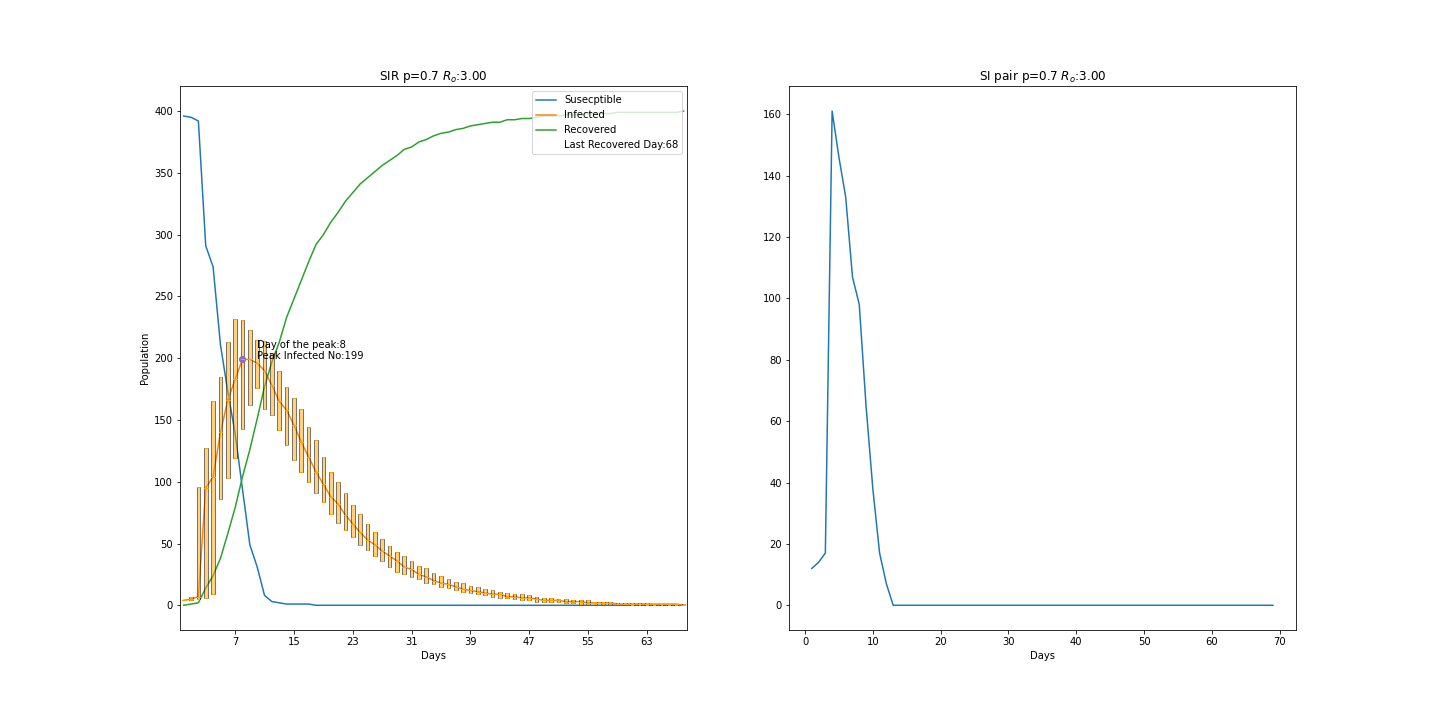 SIR p=0.7 Rₒ:3.00
Susecptible
Infected
Recovered
Last Recovered Day:68
Day of the peak:8
Peak Infected No:199
Population
400
350
300
250
200
150
100
50
0
7 15 23 31 39 47 55 63
Days
SI pair p=0.7 Rₒ:3.00
160
140
120
100
80
60
40
20
0
0 10 20 30 40 50 60 70
Days